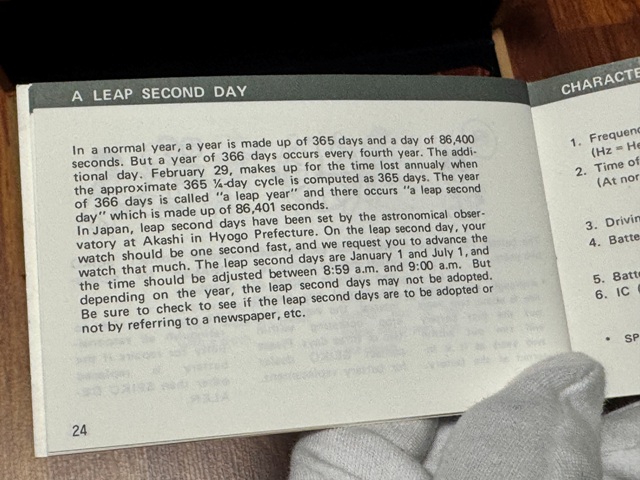 A LEAP SECOND DAY
In a normal year, a year is made up of 365 days and a day of 86,400
seconds. But a year of 366 days occurs every fourth year. The addi-
tional day. February 29, makes up for the time lost annualy when
the approximate 365 ¼-day cycle is computed as 365 days. The year
of 366 days is called "a leap year" and there occurs "a leap second
day" which is made up of 86,401 seconds.
In Japan, leap second days have been set by the astronomical obser-
vatory at Akashi in Hyogo Prefecture. On the leap second day, your
watch should be one second fast, and we request you to advance the
watch that much. The leap second days are January 1 and July 1, and
the time should be adjusted between 8:59 a.m. and 9:00 a.m. But
depending on the year, the leap second days may not be adopted.
Be sure to check to see if the leap second days are to be adopted or
not by referring to a newspaper, etc.
24
CHARACTE
1. Frequenc
(Hz = He
2. Time of
(At nor
3. Drivin
4. Batte
5. Batt
6. IC (
* SP